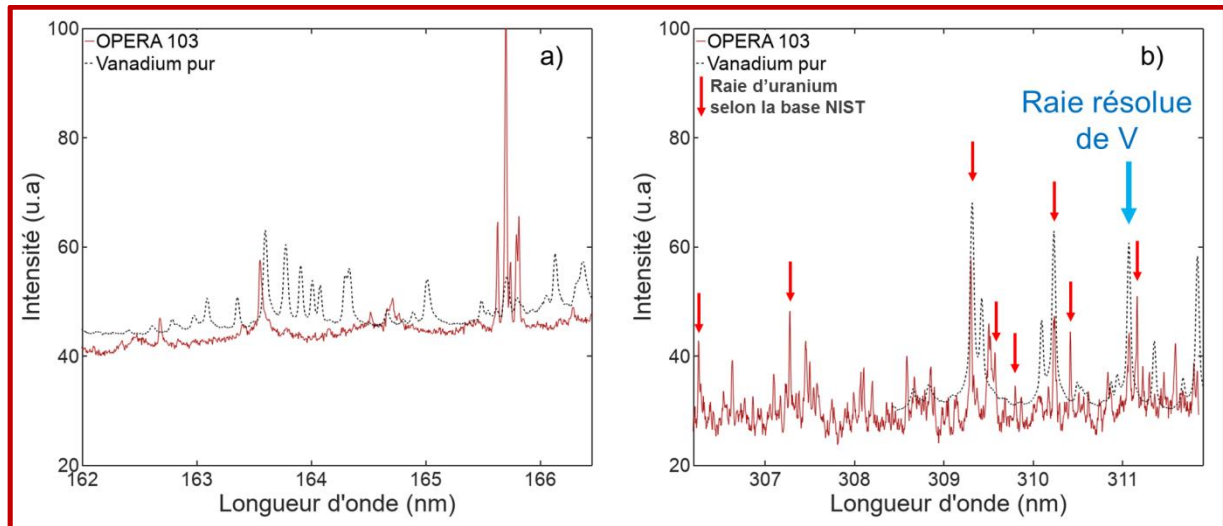 100
80
60
40
20
162
163
164
165
166
Intensité (u.a)
Longueur d'onde (nm)
OPERA 103
Vanadium pur
a)
100
80
60
40
20
307
308
309
310
311
Intensité (u.a)
Longueur d'onde (nm)
OPERA 103
Vanadium pur
Raie d'uranium
selon la base NIST
b)
Raie résolue
de V